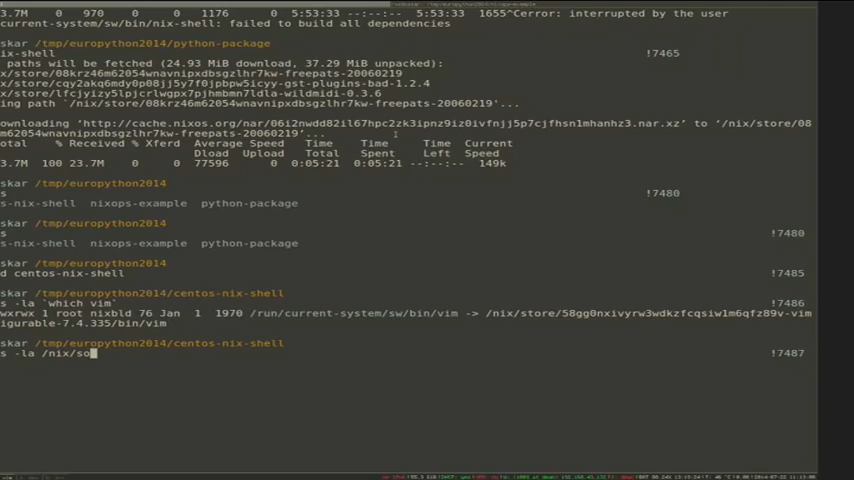 3.7M    0   970    0     0   1176      0  5:53:33 --:--:--  5:53:33  1655^Cerror: interrupted by the user
current-system/sw/bin/nix-shell: failed to build all dependencies
skar /tmp/europython2014/python-package
ix-shell !7465
paths will be fetched (24.93 MiB download, 37.29 MiB unpacked):
x/store/08krz46m62054wnavnipxdbsgzlhr7kw-freepats-20060219
x/store/cqy2akq6mdy0p08jj5y7f0jpbpw5icyy-gst-plugins-bad-1.2.4
x/store/lfcjyizy5lpjcrlwgpx7pjhmbmn7ldla-wildmidi-0.3.6
ing path `/nix/store/08krz46m62054wnavnipxdbsgzlhr7kw-freepats-20060219'...
ownloading ‘http://cache.nixos.org/nar/06i2nwdd82il67hpc2zk3ipnz9iz0ivfnjj5p7cjfhsn1mhanhz3.nar.xz’ to ‘/nix/store/08
m62054wnavnipxdbsgzlhr7kw-freepats-20060219’...
otal    % Received % Xferd  Average Speed   Time    Time     Time  Current
Dload  Upload   Total   Spent    Left  Speed
3.7M  100 23.7M    0     0  77596      0  0:05:21  0:05:21 --:--:--  149k
skar /tmp/europython2014
s !7480
s-nix-shell  nixops-example  python-package
skar /tmp/europython2014
s !7480
s-nix-shell  nixops-example  python-package
skar /tmp/europython2014
d centos-nix-shell !7485
skar /tmp/europython2014/centos-nix-shell
s -la `which vim` !7486
wxrwx 1 root nixbld 76 Jan  1  1970 /run/current-system/sw/bin/vim -> /nix/store/58gg0nxivyrw3wdkzfcqsiw1m6qfz89v-vim
igurable-7.4.335/bin/vim
skar /tmp/europython2014/centos-nix-shell
s -la /nix/so !7487